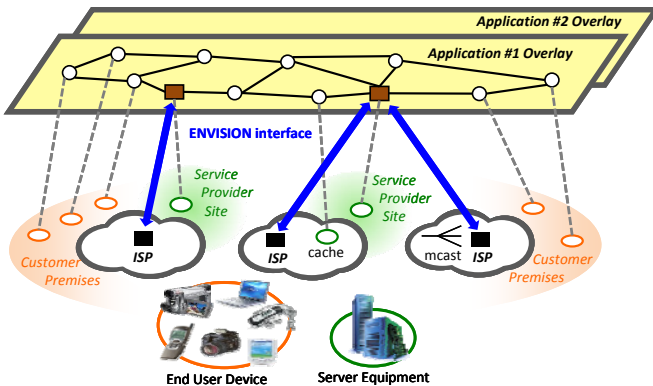 Application #2 Overlay
Application #1 Overlay
ENVISION interface
Service
Provider
Site
Service
Provider
Site
Customer
Premises
ISP
ISP
cache
mcast
ISP
Customer
Premises
End User Device
Server Equipment